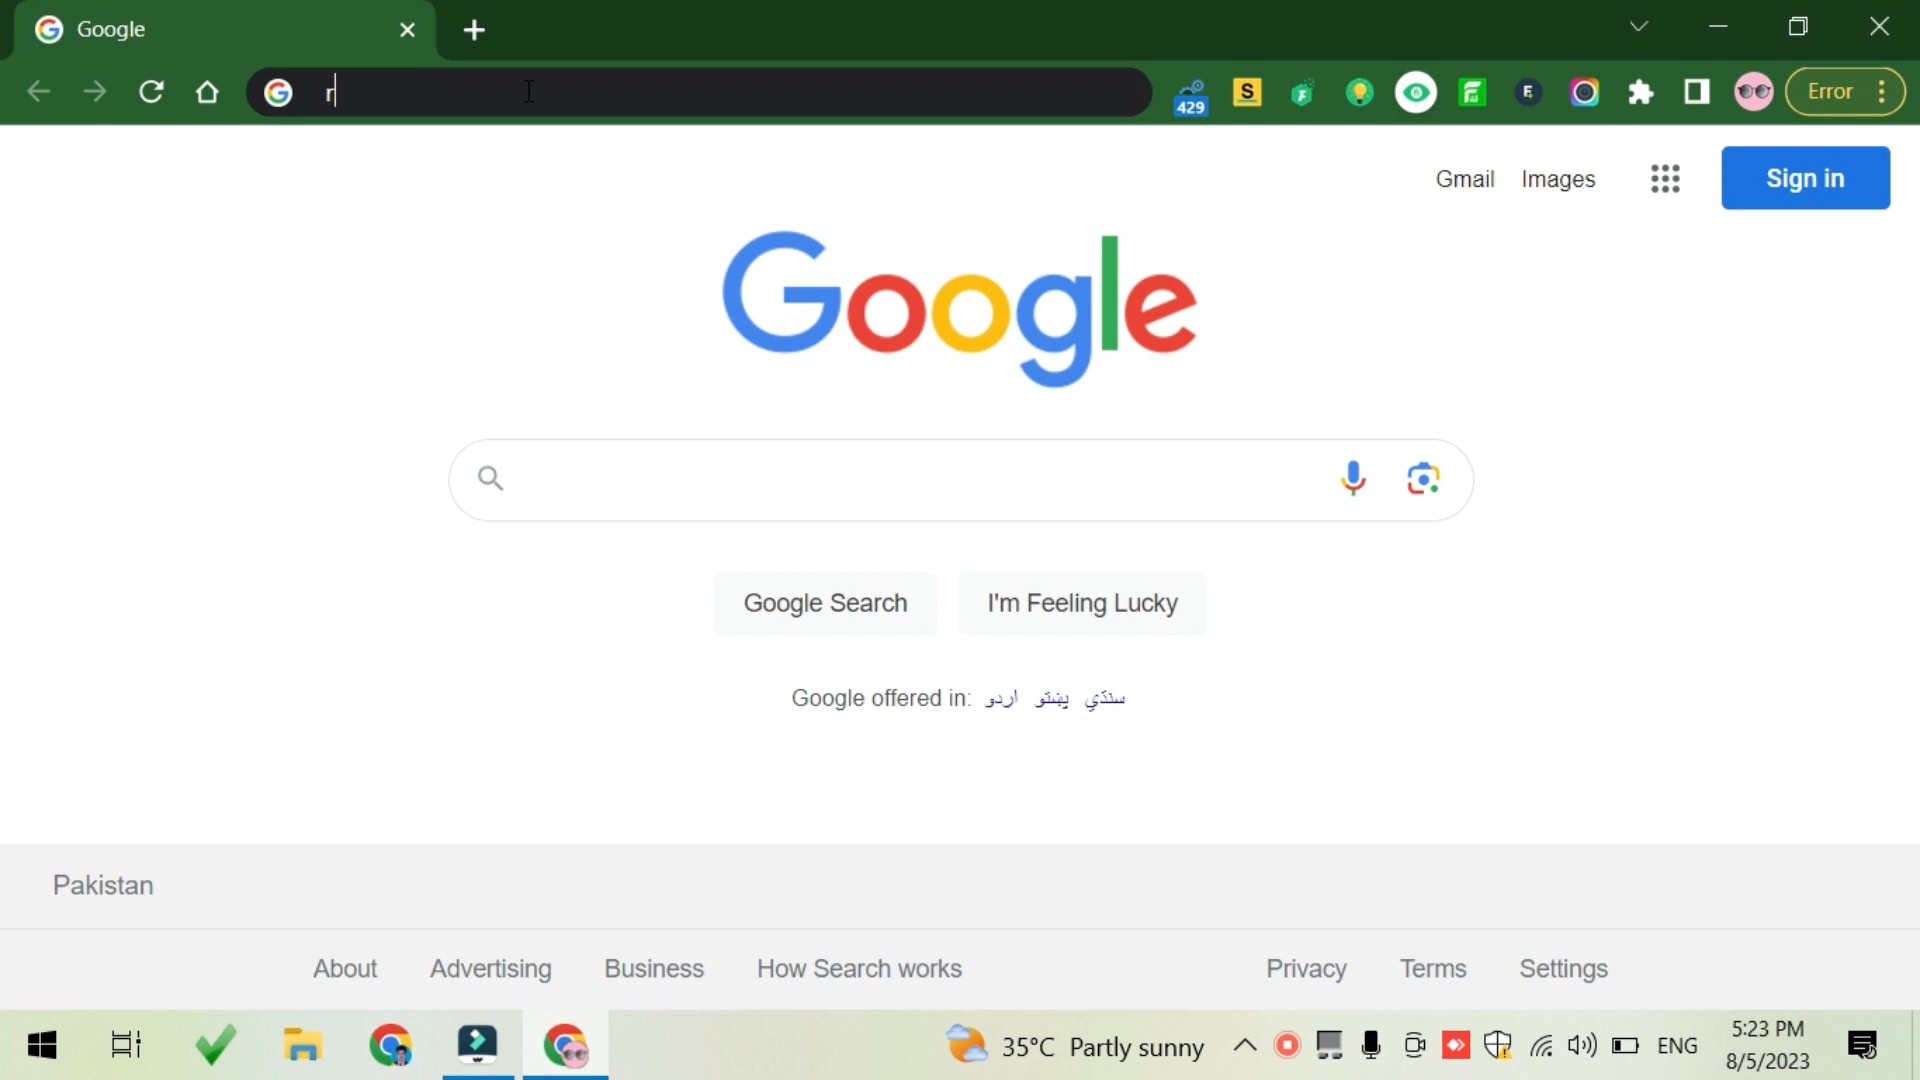 Google
r
429
S
Error
Gmail Images Sign in
Google
Google Search I'm Feeling Lucky
Google offered in: اردو پښتو سنڌي
Pakistan
About Advertising Business How Search works Privacy Terms Settings
35°C Partly sunny ENG 5:23 PM
8/5/2023